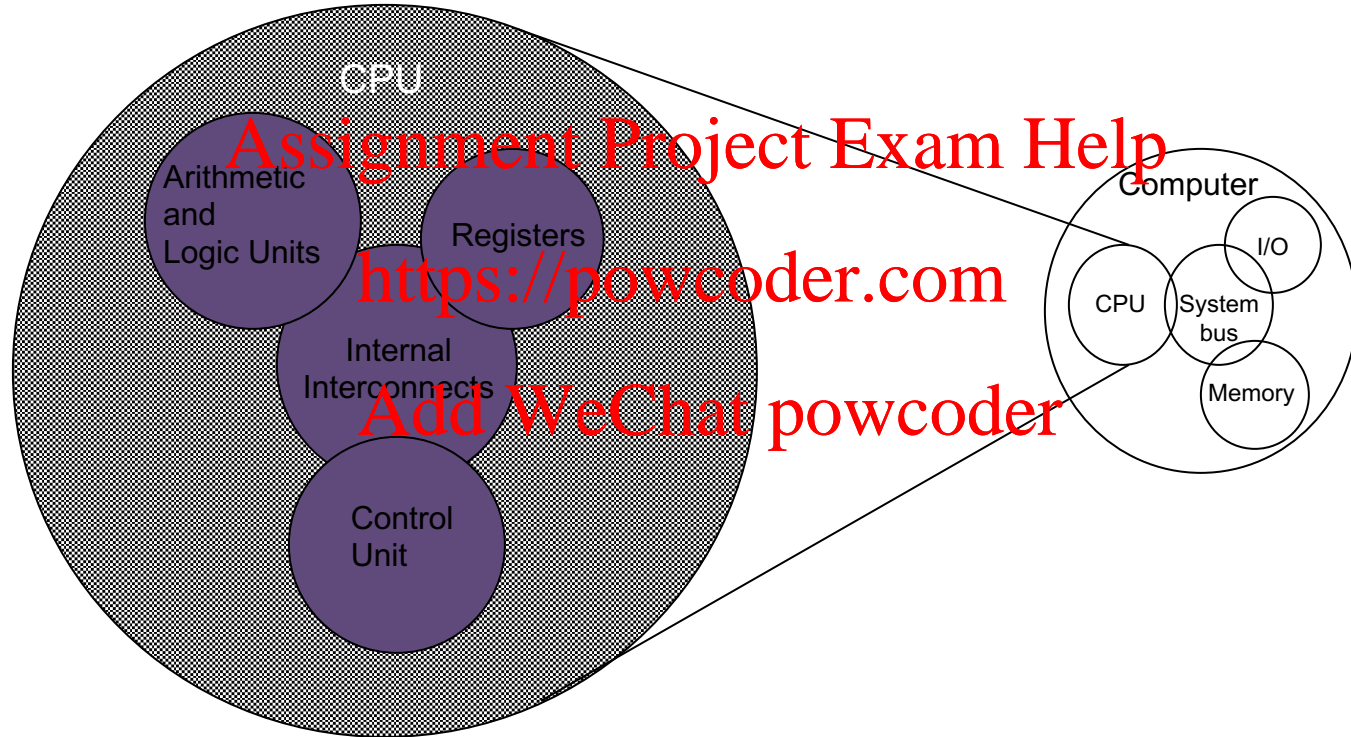 CPU
Assignment Project Exam Help
Arithmetic
and
Logic Units
Registers
https://powcoder.com
Internal
Interconnects
Add WeChat powcoder
Control
Unit
Computer
I/O
CPU
System
bus
Memory